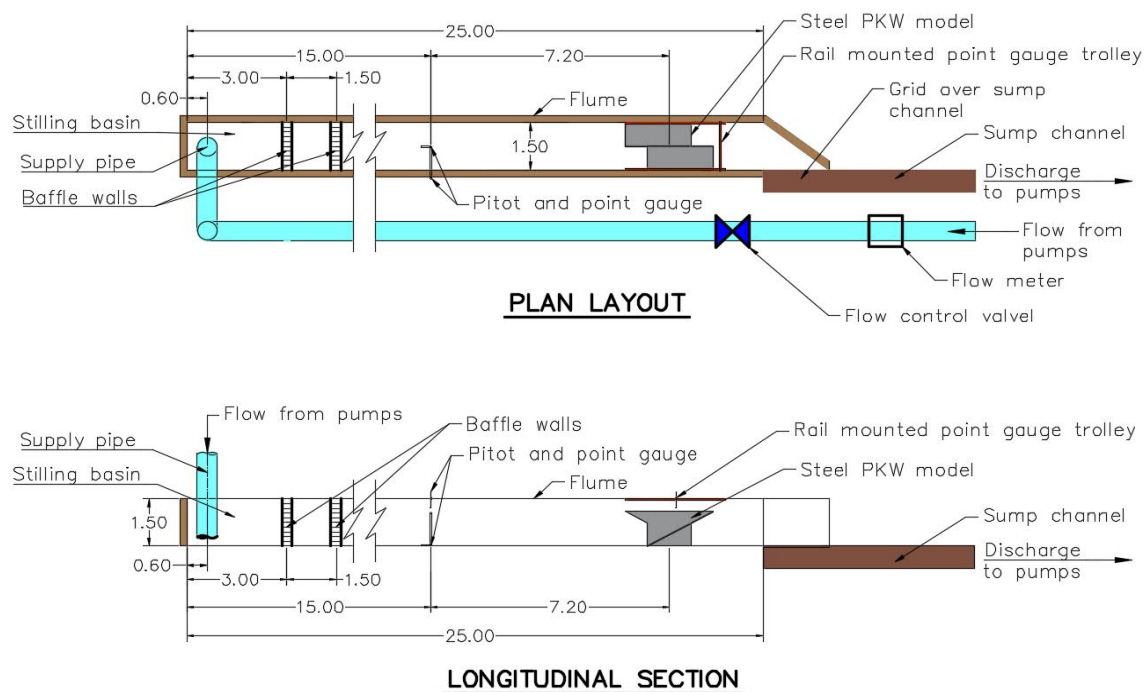 25.00
Steel PKW model
15.00
7.20
Rail mounted point gauge trolley
3.00
1.50
0.60
Flume
Grid over sump
channel
Stilling basin
Sump channel
1.50
Supply pipe
Discharge
to pumps
Baffle walls
Pitot and point gauge
Flow from
pumps
Flow meter
PLAN LAYOUT
Flow control valvel
Flow from pumps
Baffle walls
Rail mounted point gauge trolley
Supply pipe
Pitot and point gauge
Steel PKW model
Stilling basin
Flume
1.50
Sump channel
Discharge
to pumps
0.60
3.00
1.50
15.00
7.20
25.00
LONGITUDINAL SECTION